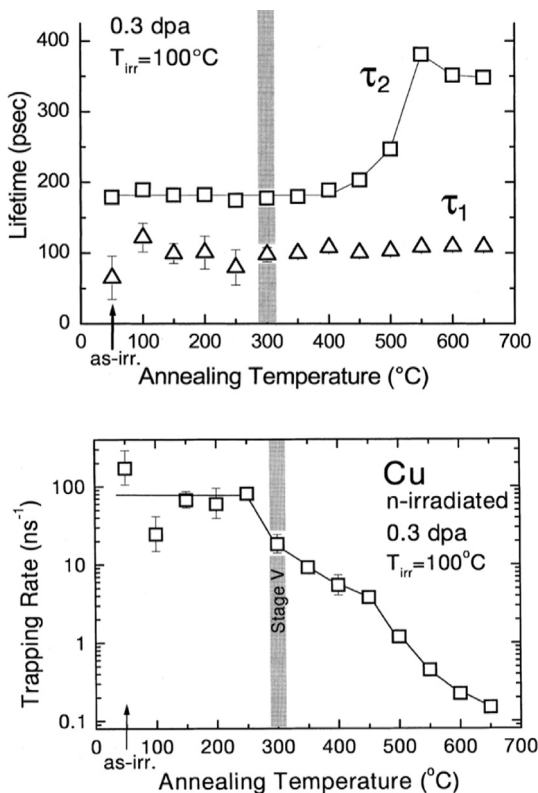 0.3 dpa
T_irr=100°C
τ₂
τ₁
Lifetime (psec)
400
300
200
100
0
0 100 200 300 400 500 600 700
as-irr.
Annealing Temperature (°C)
Cu
n-irradiated
0.3 dpa
T_irr=100°C
Stage V
Trapping Rate (ns⁻¹)
100
10
1
0.1
0 100 200 300 400 500 600 700
as-irr.
Annealing Temperature (°C)